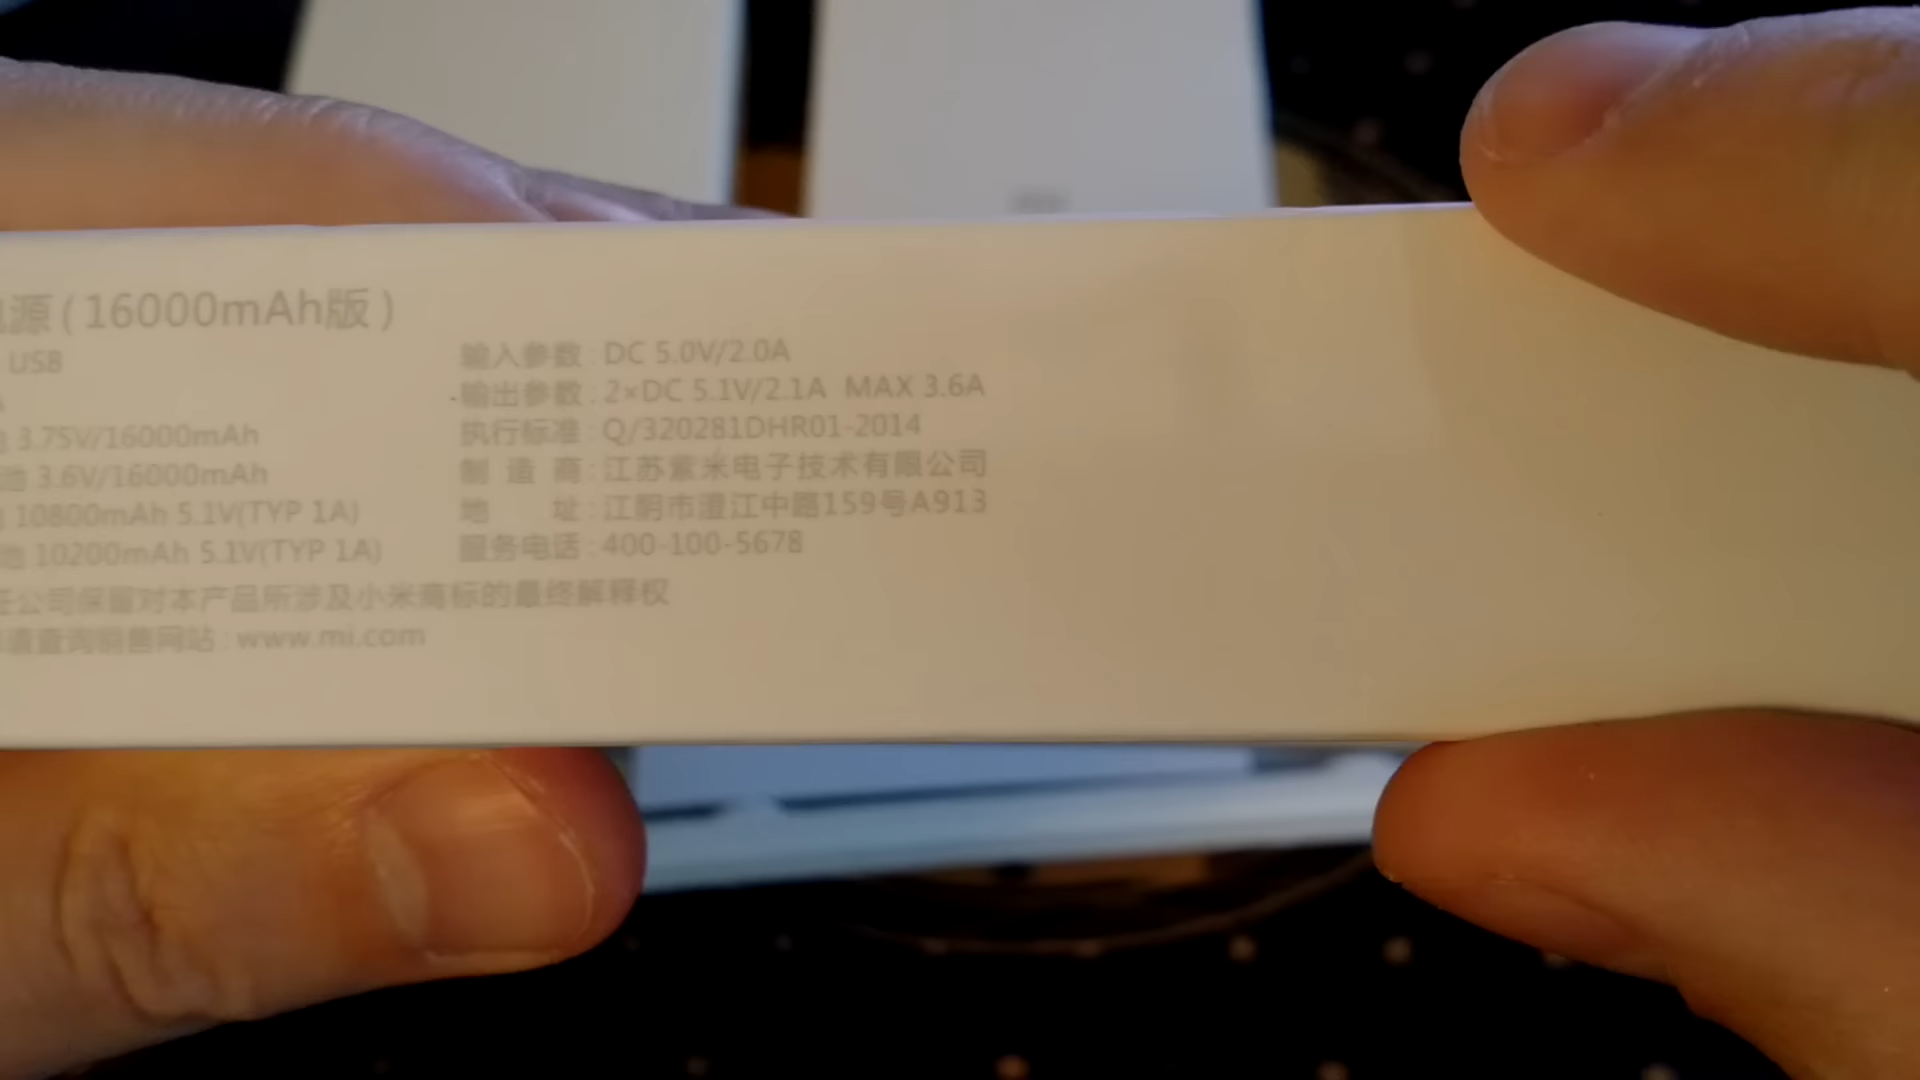 源(16000mAh版)
USB
3.75V/16000mAh
池 3.6V/16000mAh
10800mAh 5.1V(TYP 1A)
池 10200mAh 5.1V(TYP 1A)
输入参数:DC 5.0V/2.0A
输出参数:2×DC 5.1V/2.1A MAX 3.6A
执行标准:Q/320281DHR01-2014
制造商:江苏紫米电子技术有限公司
地址:江阴市澄江中路159号A913
服务电话:400-100-5678
公司保留对本产品所涉及小米商标的最终解释权
请查询销售网站:www.mi.com